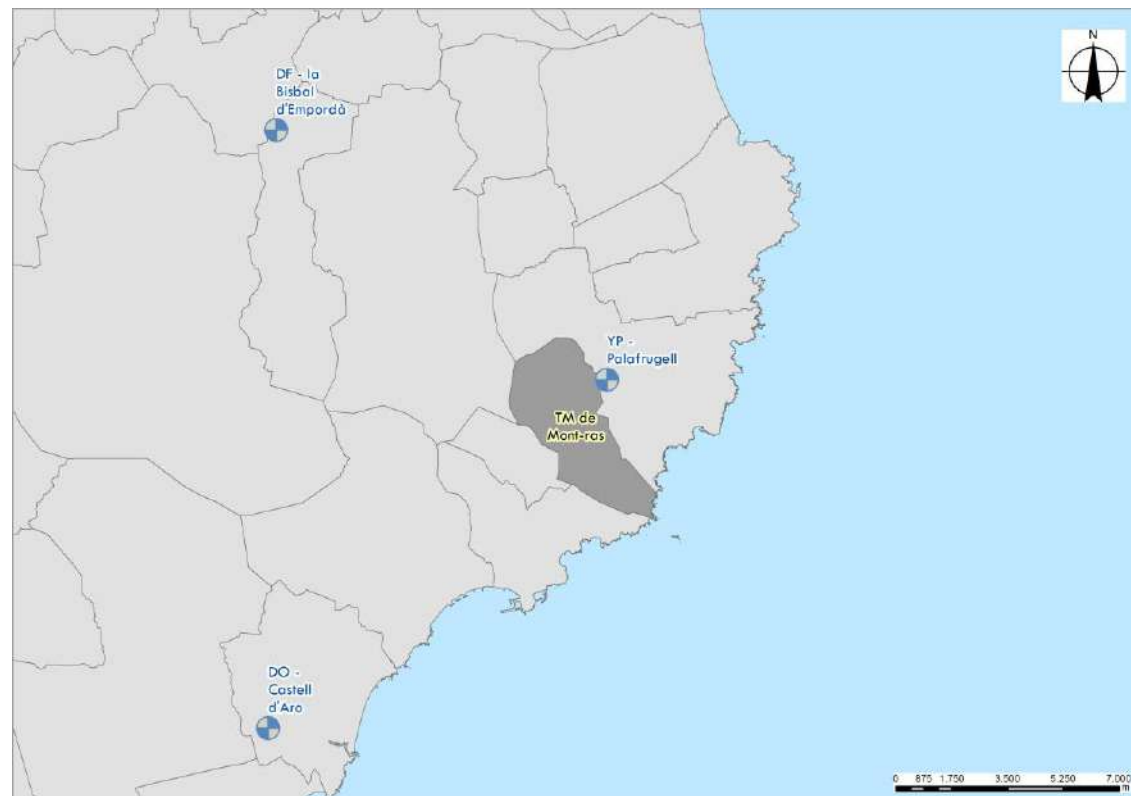 N
DF - la
Bisbal
d'Empordà
YP -
Palafrugell
TM de
Mont-ras
DO -
Castell
d'Aro
0 875 1.750 3.500 5.250 7.000
m